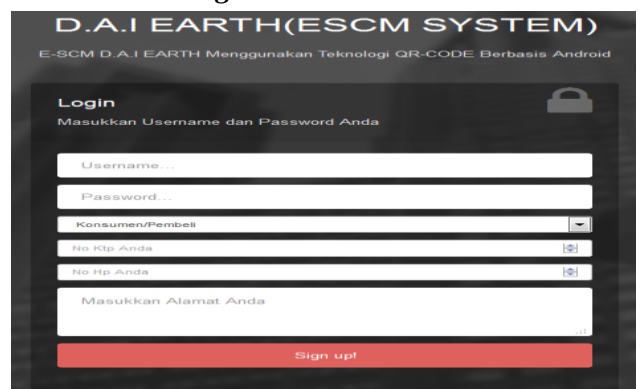 D.A.I EARTH(ESCM SYSTEM)
E-SCM D.A.I EARTH Menggunakan Teknologi QR-CODE Berbasis Android
Login
Masukkan Username dan Password Anda
Username...
Password...
Konsumen/Pembeli
No Ktp Anda
No Hp Anda
Masukkan Alamat Anda
Sign up!